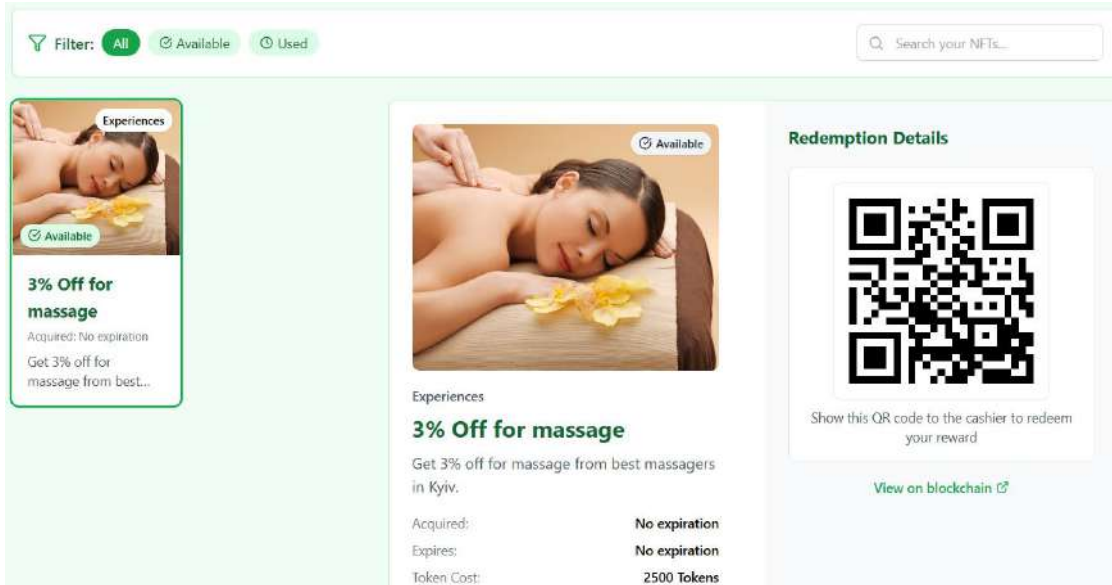 Filter: All Available Used
Search your NFTs...
Experiences
Available
3% Off for
massage
Acquired: No expiration
Get 3% off for
massage from best...
Available
Experiences
3% Off for massage
Get 3% off for massage from best massagers
in Kyiv.
Acquired: No expiration
Expires: No expiration
Token Cost: 2500 Tokens
Redemption Details
Show this QR code to the cashier to redeem
your reward
View on blockchain